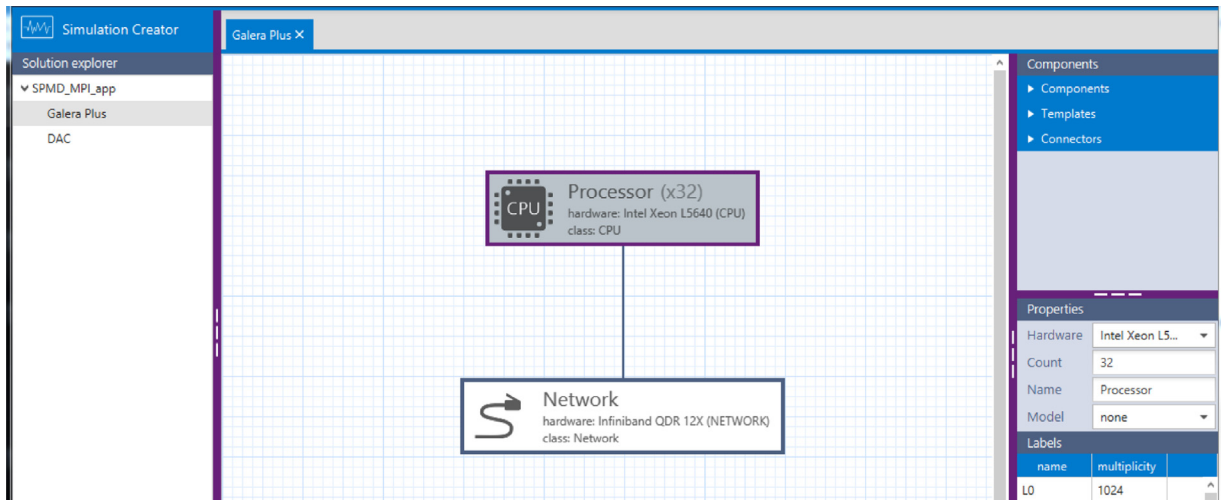 Simulation Creator
Galera Plus ×
Solution explorer
SPMD_MPI_app
Galera Plus
DAC
CPU
Processor (x32)
hardware: Intel Xeon L5640 (CPU)
class: CPU
Network
hardware: Infiniband QDR 12X (NETWORK)
class: Network
Components
Components
Templates
Connectors
Properties
Hardware Intel Xeon L5...
Count 32
Name Processor
Model none
Labels
name multiplicity
L0 1024